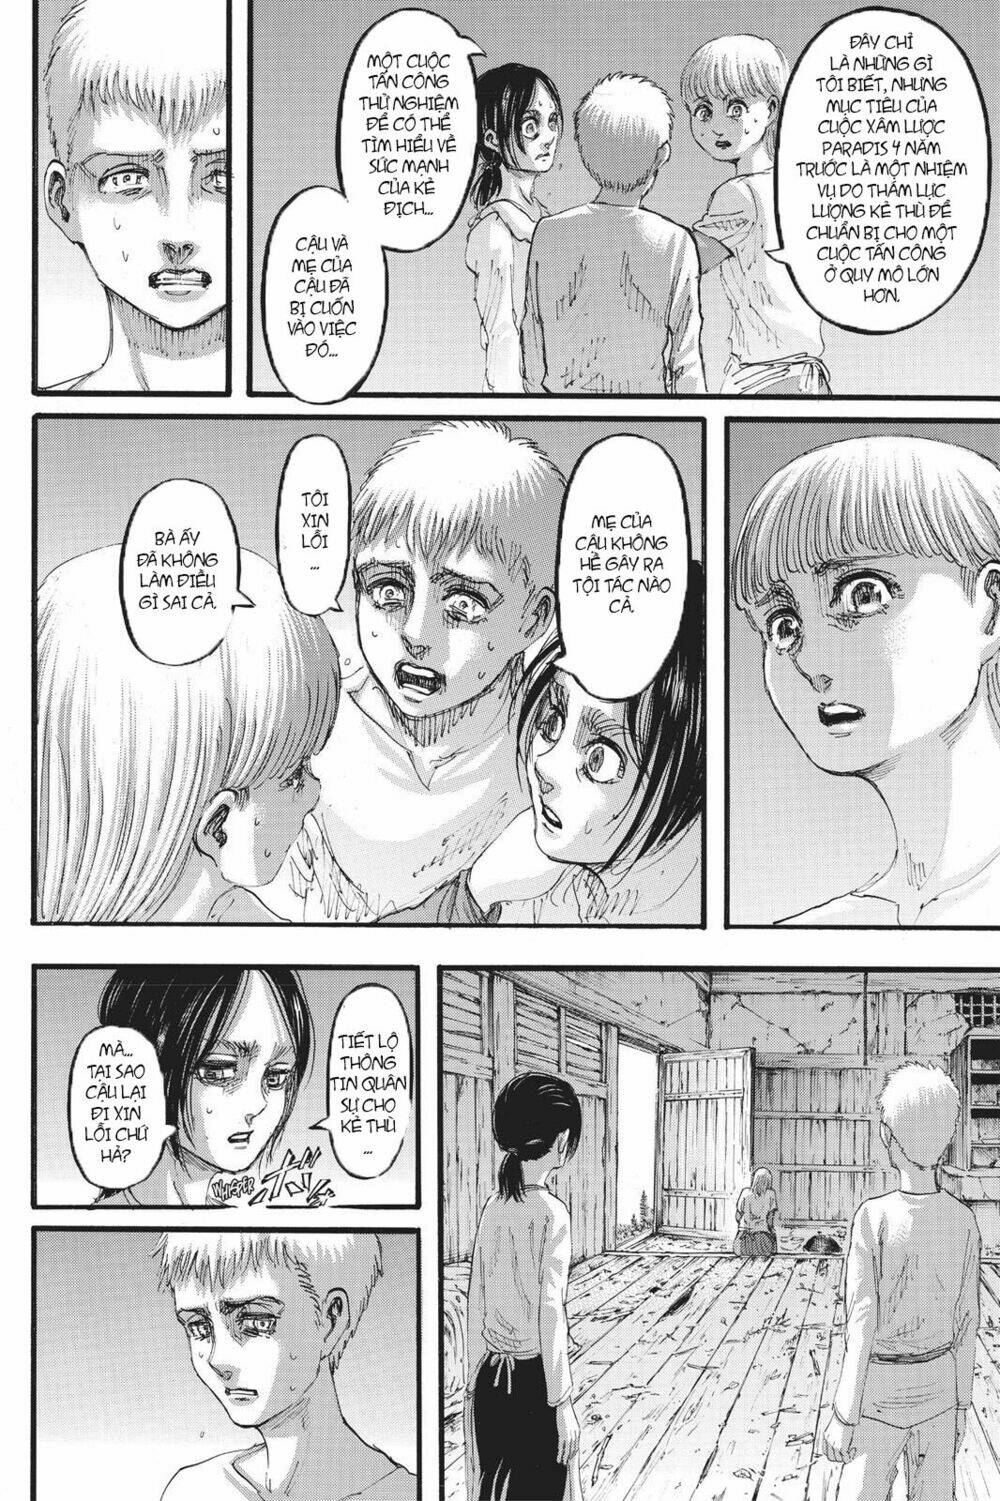 ĐÂY CHỈ
LÀ NHỮNG GÌ
TÔI BIẾT, NHƯNG
MỤC TIÊU CỦA
CUỘC XÂM LƯỢC
PARADIS 4 NĂM
TRƯỚC LÀ MỘT NHIỆM
VỤ DO THÁM LỰC
LƯỢNG KẺ THÙ ĐỂ
CHUẨN BỊ CHO MỘT
CUỘC TẤN CÔNG
Ở QUY MÔ LỚN
HƠN.
MỘT CUỘC
TẤN CÔNG
THỬ NGHIỆM
ĐỂ CÓ THỂ
TÌM HIỂU VỀ
SỨC MẠNH
CỦA KẺ
ĐỊCH...
CẬU VÀ
MẸ CỦA
CẬU ĐÃ
BỊ CUỐN
VÀO VIỆC
ĐÓ...
MẸ CỦA
CẬU KHÔNG
HỀ GÂY RA
TỘI TÁC NÀO
CẢ.
TÔI
XIN
LỖI
...
BÀ ẤY
ĐÃ KHÔNG
LÀM ĐIỀU
GÌ SAI CẢ.
TIẾT LỘ
THÔNG
TIN QUÂN
SỰ CHO
KẺ THÙ
...
MÀ...
TẠI SAO
CẬU LẠI
ĐI XIN
LỖI CHỨ
HẢ?
WHISPER
ボソ